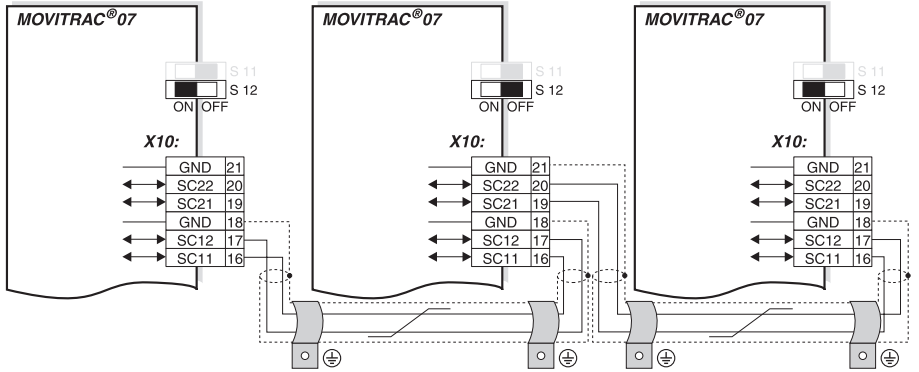 MOVITRAC®07
S 11
S 12
ON OFF
X10:
GND 21
SC22 20
SC21 19
GND 18
SC12 17
SC11 16
MOVITRAC®07
S 11
S 12
ON OFF
X10:
GND 21
SC22 20
SC21 19
GND 18
SC12 17
SC11 16
MOVITRAC®07
S 11
S 12
ON OFF
X10:
GND 21
SC22 20
SC21 19
GND 18
SC12 17
SC11 16